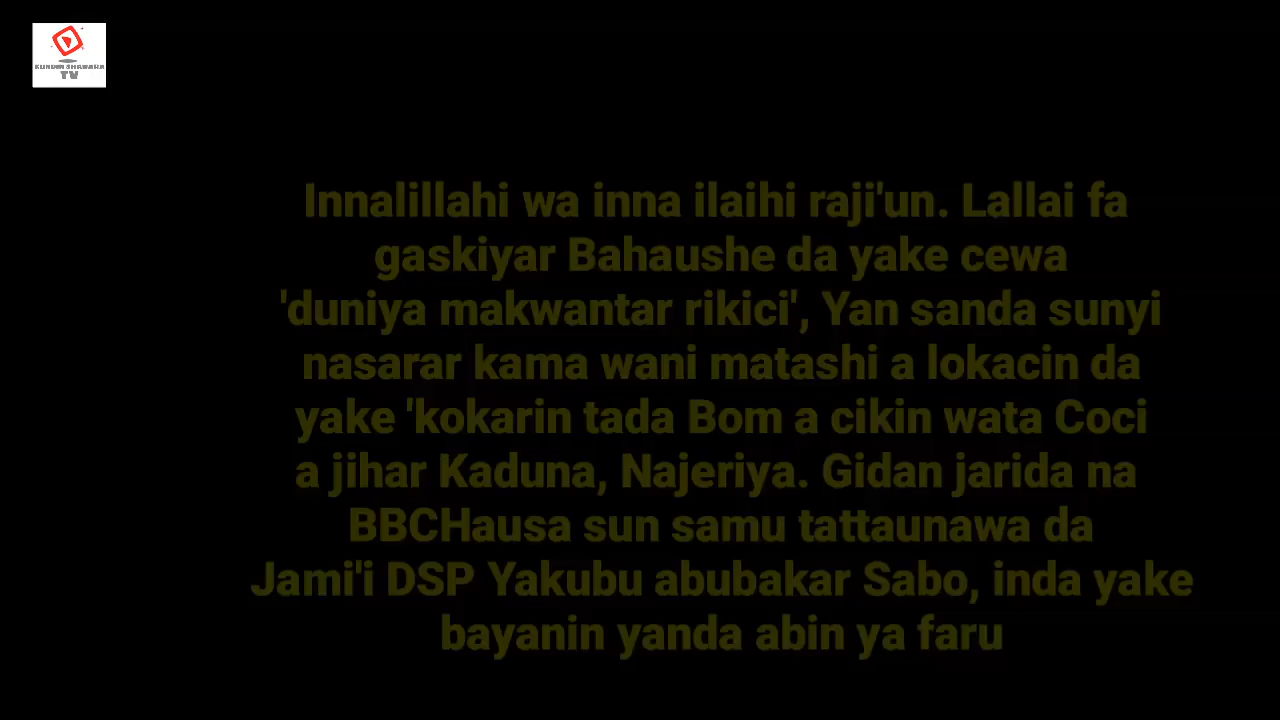 TV
Innalillahi wa inna ilaihi raji'un. Lallai fa
gaskiyar Bahaushe da yake cewa
'duniya makwantar rikici', Yan sanda sunyi
nasarar kama wani matashi a lokacin da
yake 'kokarin tada Bom a cikin wata Coci
a jihar Kaduna, Najeriya. Gidan jarida na
BBCHausa sun samu tattaunawa da
Jami'i DSP Yakubu abubakar Sabo, inda yake
bayanin yanda abin ya faru